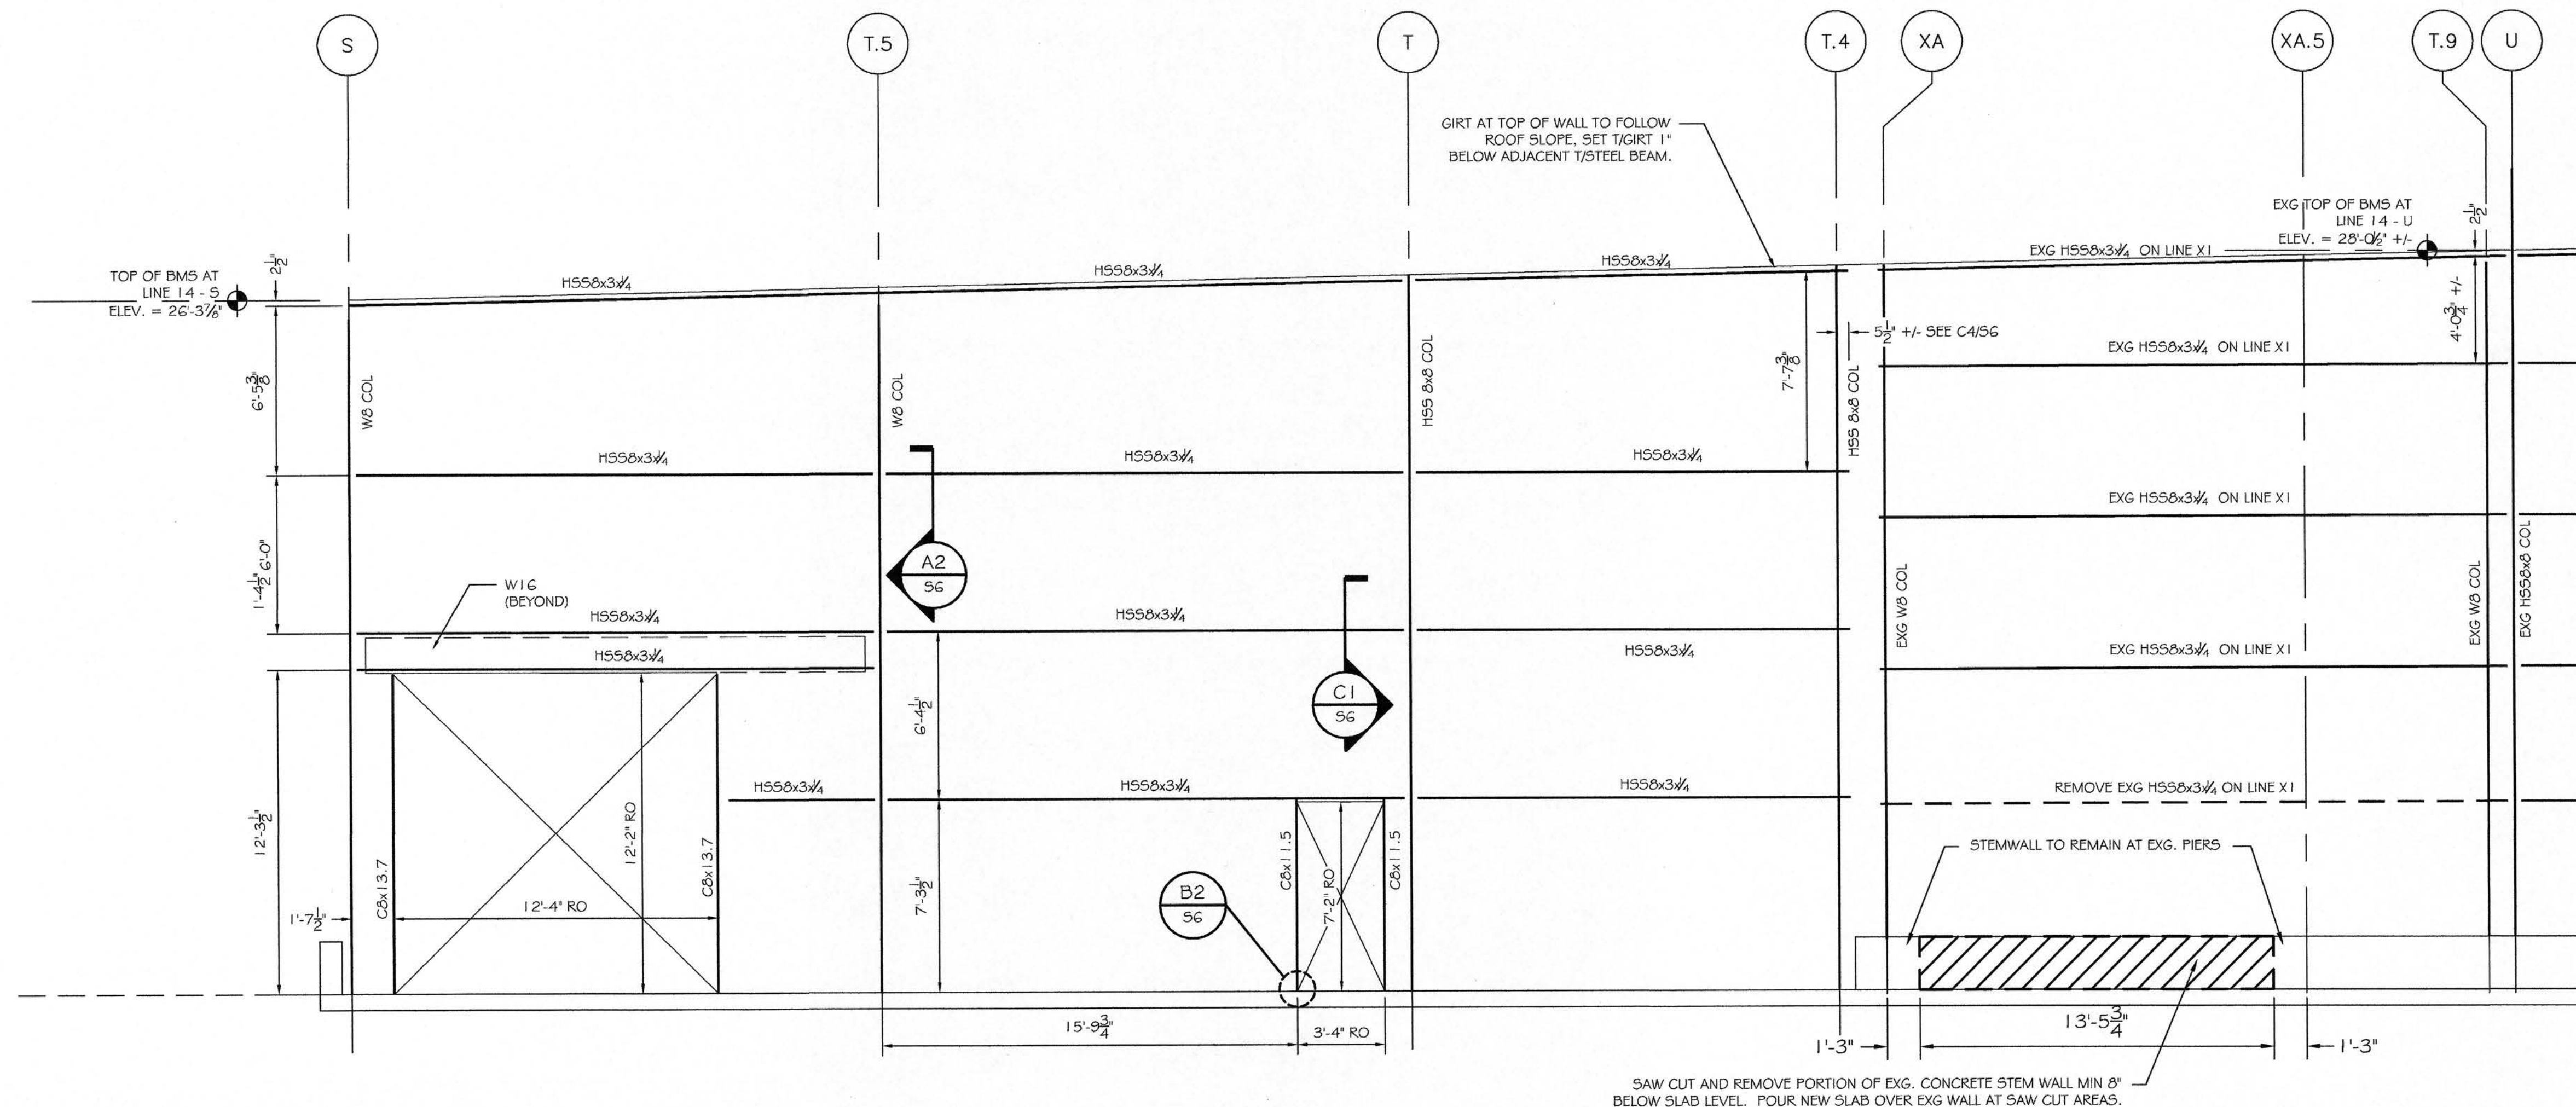 S
T.5
T
T.4
XA
XA.5
T.9
U
GIRT AT TOP OF WALL TO FOLLOW
ROOF SLOPE, SET T/GIRT 1"
BELOW ADJACENT T/STEEL BEAM.
EXG TOP OF BMS AT
LINE 14 - U
ELEV. = 28'-0½" +/-
2½"
TOP OF BMS AT
LINE 14 - S
ELEV. = 26'-3⅞"
2½"
HSS8x3x¼
HSS8x3x¼
HSS8x3x¼
EXG HSS8x3x¼ ON LINE X1
6'-5⅜"
W8 COL
W8 COL
HSS 8x8 COL
7'-7⅜"
5½" +/- SEE C4/S6
HSS 8x8 COL
4'-0¾" +/-
EXG HSS8x3x¼ ON LINE X1
HSS8x3x¼
HSS8x3x¼
HSS8x3x¼
EXG HSS8x3x¼ ON LINE X1
1'-4½"
6'-0"
W16
(BEYOND)
A2
S6
EXG W8 COL
EXG W8 COL
EXG HSS8x8 COL
HSS8x3x¼
HSS8x3x¼
HSS8x3x¼
EXG HSS8x3x¼ ON LINE X1
HSS8x3x¼
6'-4½"
C1
S6
HSS8x3x¼
HSS8x3x¼
HSS8x3x¼
REMOVE EXG HSS8x3x¼ ON LINE X1
12'-3½"
12'-2" RO
C8x13.7
C8x13.7
12'-4" RO
1'-7½"
7'-3½"
B2
S6
C8x11.5
7'-2" RO
C8x11.5
STEMWALL TO REMAIN AT EXG. PIERS
15'-9¾"
3'-4" RO
1'-3"
13'-5¾"
1'-3"
SAW CUT AND REMOVE PORTION OF EXG. CONCRETE STEM WALL MIN 8"
BELOW SLAB LEVEL. POUR NEW SLAB OVER EXG WALL AT SAW CUT AREAS.